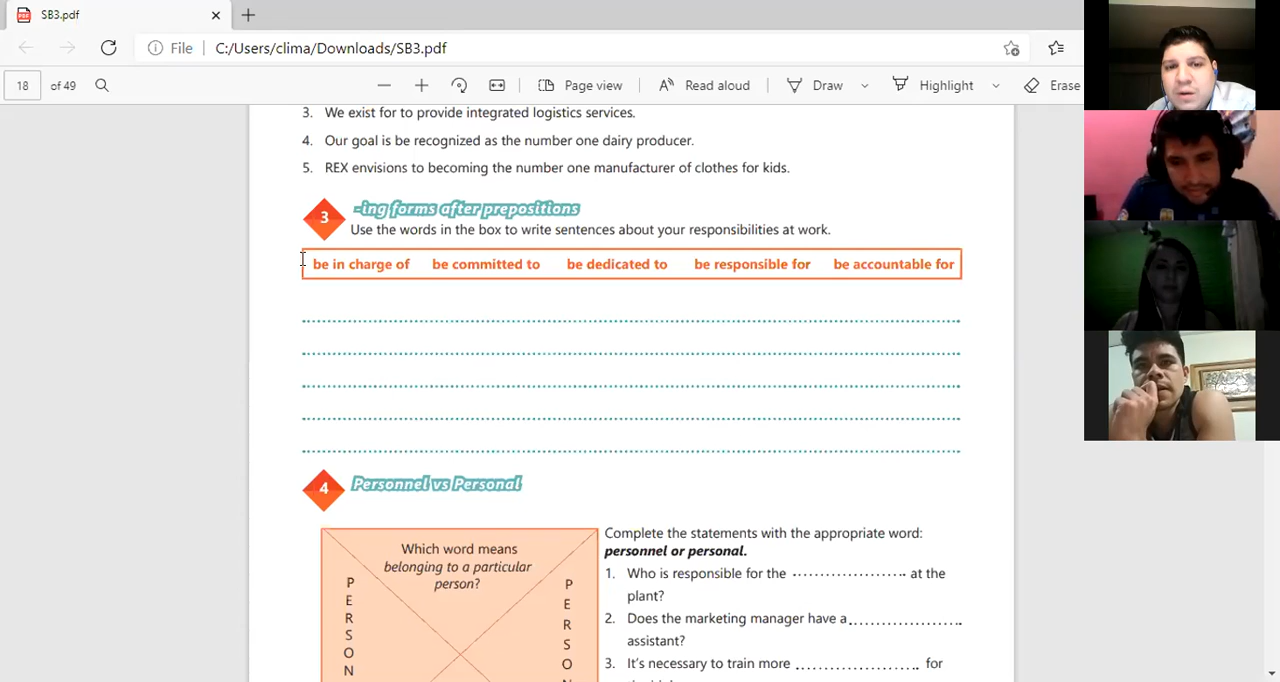 SB3.pdf
File C:/Users/clima/Downloads/SB3.pdf
18 of 49 Page view Read aloud Draw Highlight Erase
3. We exist for to provide integrated logistics services.
4. Our goal is be recognized as the number one dairy producer.
5. REX envisions to becoming the number one manufacturer of clothes for kids.
3 -ing forms after prepositions
Use the words in the box to write sentences about your responsibilities at work.
be in charge of be committed to be dedicated to be responsible for be accountable for
4 Personnel vs Personal
Which word means
belonging to a particular
person?
P
E
R
S
O
N
P
E
R
S
O
Complete the statements with the appropriate word:
personnel or personal.
1. Who is responsible for the at the
plant?
2. Does the marketing manager have a
assistant?
3. It's necessary to train more for